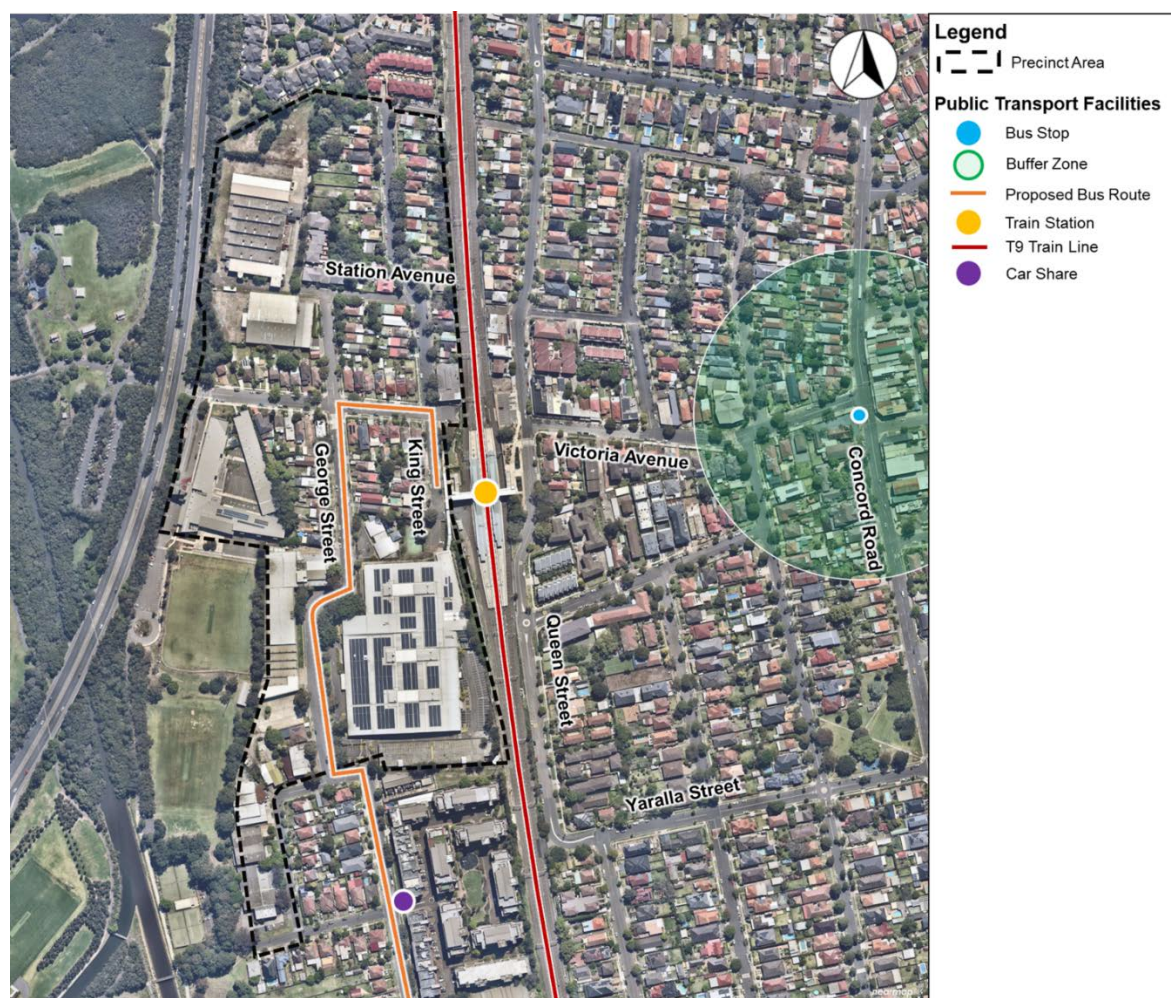 Legend
Precinct Area
Public Transport Facilities
Bus Stop
Buffer Zone
Proposed Bus Route
Train Station
T9 Train Line
Car Share
Station Avenue
George Street
King Street
Victoria Avenue
Concord Road
Queen Street
Yaralla Street
nearmap